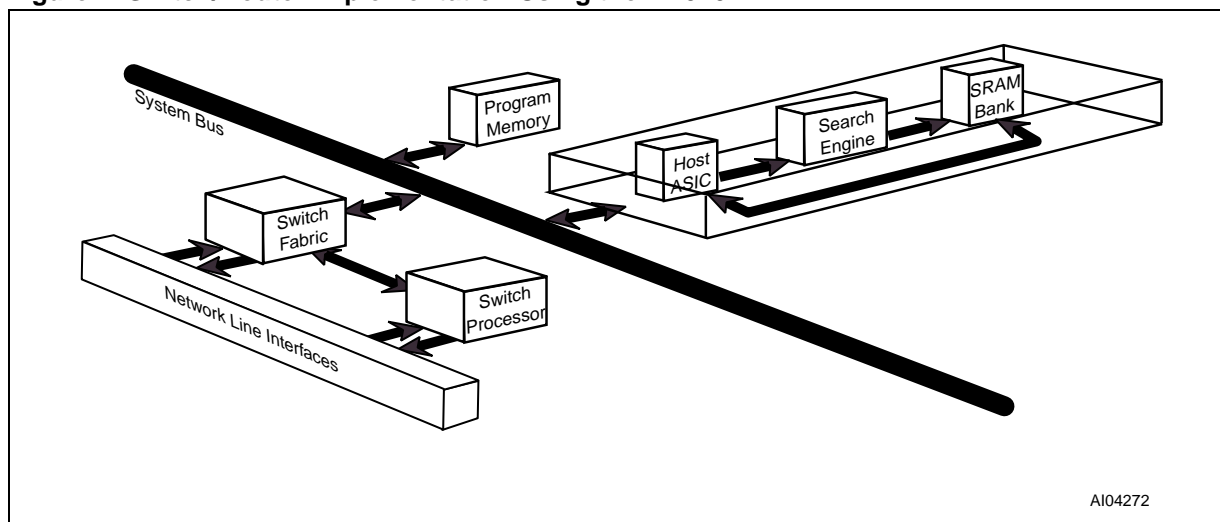 System Bus
Program
Memory
SRAM
Bank
Search
Engine
Host
ASIC
Switch
Fabric
Switch
Processor
Network Line Interfaces
AI04272